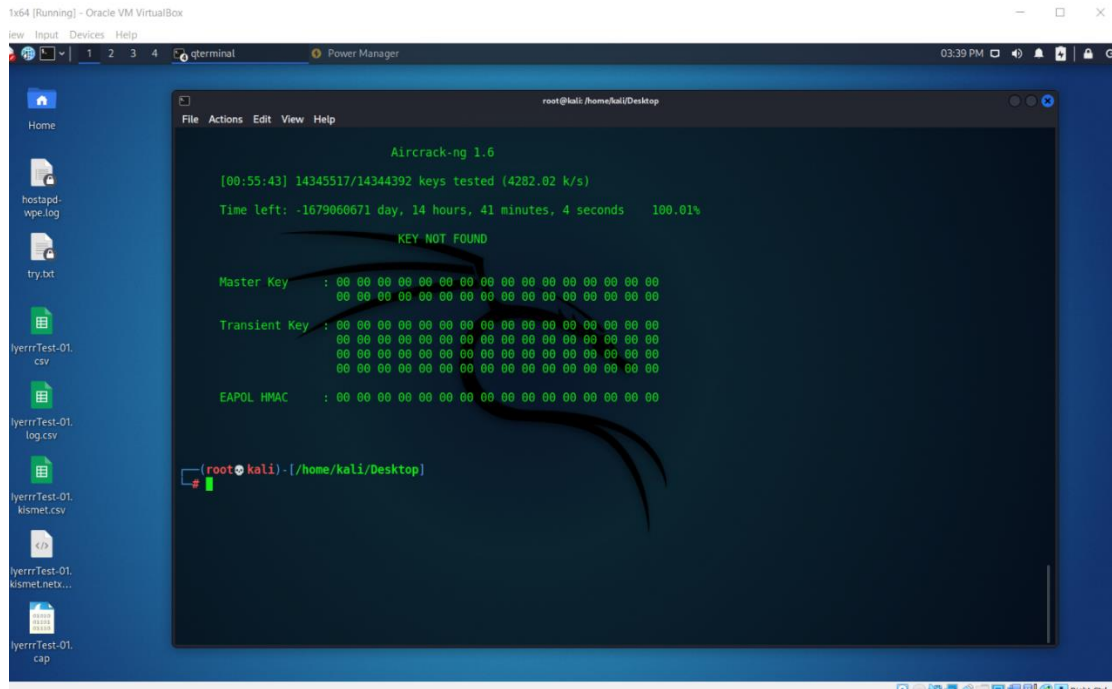 1x64 [Running] - Oracle VM VirtualBox
iew Input Devices Help
1 2 3 4 qterminal Power Manager 03:39 PM
root@kali: /home/kali/Desktop
File Actions Edit View Help
Home
hostapd-
wpe.log
try.txt
lyerrrTest-01.
csv
lyerrrTest-01.
log.csv
lyerrrTest-01.
kismet.csv
lyerrrTest-01.
kismet.netx...
lyerrrTest-01.
cap
Aircrack-ng 1.6
[00:55:43] 14345517/14344392 keys tested (4282.02 k/s)
Time left: -1679060671 day, 14 hours, 41 minutes, 4 seconds 100.01%
KEY NOT FOUND
Master Key : 00 00 00 00 00 00 00 00 00 00 00 00 00 00 00 00
00 00 00 00 00 00 00 00 00 00 00 00 00 00 00 00
Transient Key : 00 00 00 00 00 00 00 00 00 00 00 00 00 00 00 00
00 00 00 00 00 00 00 00 00 00 00 00 00 00 00 00
00 00 00 00 00 00 00 00 00 00 00 00 00 00 00 00
00 00 00 00 00 00 00 00 00 00 00 00 00 00 00 00
EAPOL HMAC : 00 00 00 00 00 00 00 00 00 00 00 00 00 00 00 00
(root💀kali)-[/home/kali/Desktop]
#